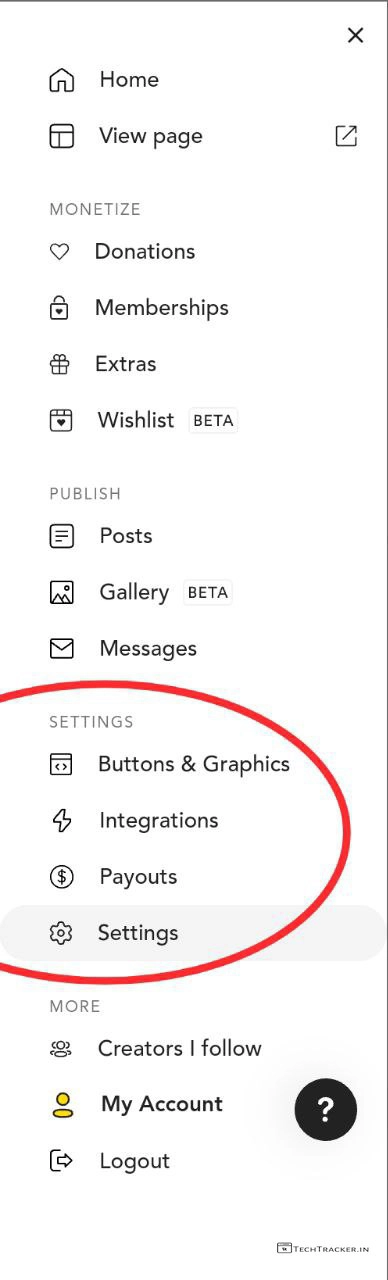 Home
View page
MONETIZE
Donations
Memberships
Extras
Wishlist BETA
PUBLISH
Posts
Gallery BETA
Messages
SETTINGS
Buttons & Graphics
Integrations
Payouts
Settings
MORE
Creators I follow
My Account
?
Logout
TECHTRACKER.IN